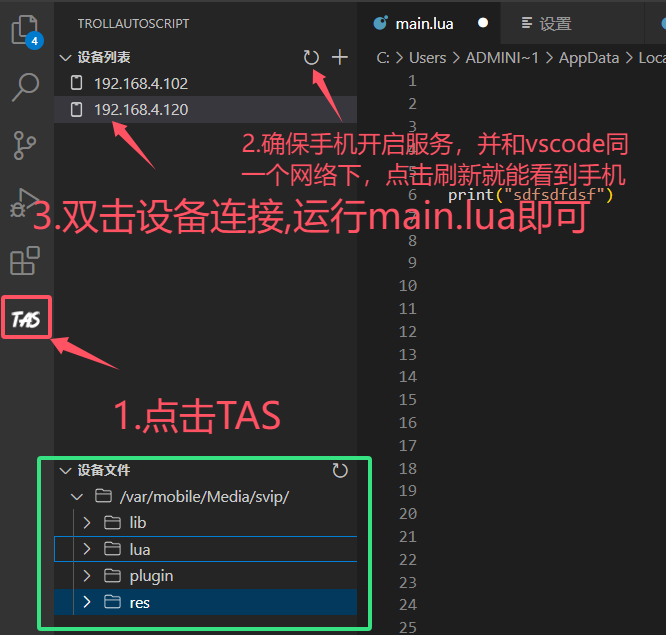 TROLLAUTOSCRIPT
设备列表
192.168.4.102
192.168.4.120
4
main.lua
设置
C: > Users > ADMINI~1 > AppData > Loca
1
2
3
4
5
6
print("sdfsdfdsf")
7
8
9
10
11
12
13
14
15
16
17
18
19
20
21
22
23
24
25
2.确保手机开启服务，并和vscode同
一个网络下，点击刷新就能看到手机
3.双击设备连接,运行main.lua即可
TAS
1.点击TAS
设备文件
/var/mobile/Media/svip/
lib
lua
plugin
res